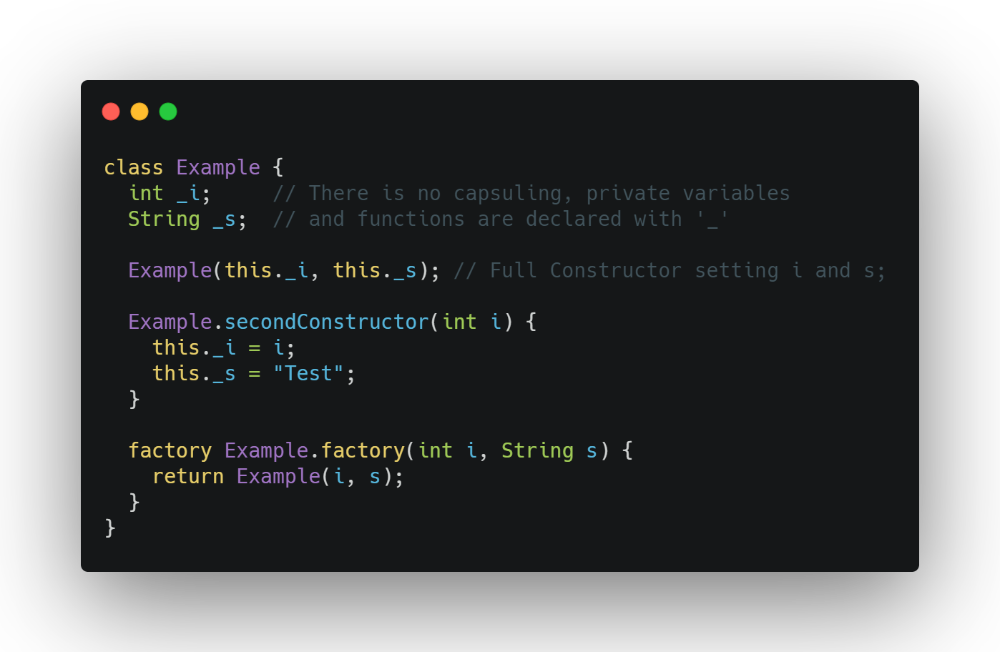 class Example {
  int _i;     // There is no capsuling, private variables
  String _s;  // and functions are declared with '_'

  Example(this._i, this._s); // Full Constructor setting i and s;

  Example.secondConstructor(int i) {
    this._i = i;
    this._s = "Test";
  }

  factory Example.factory(int i, String s) {
    return Example(i, s);
  }
}